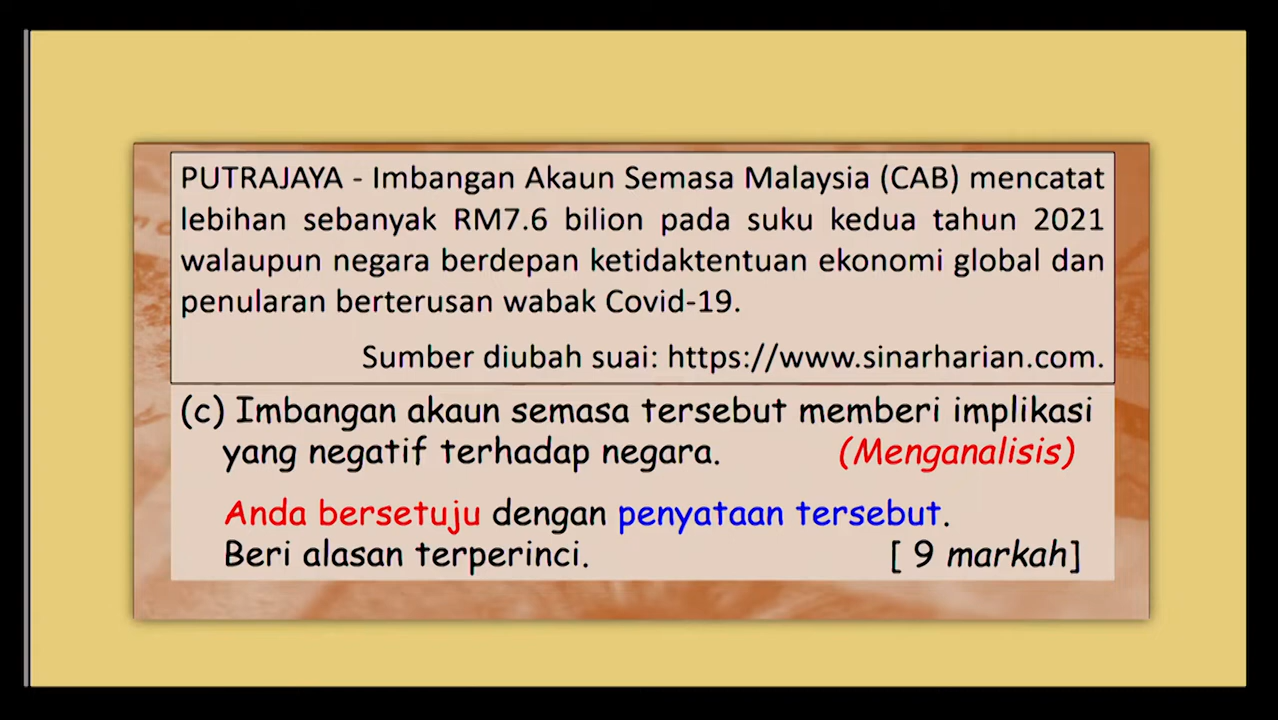 PUTRAJAYA - Imbangan Akaun Semasa Malaysia (CAB) mencatat
lebihan sebanyak RM7.6 bilion pada suku kedua tahun 2021
walaupun negara berdepan ketidaktentuan ekonomi global dan
penularan berterusan wabak Covid-19.
Sumber diubah suai: https://www.sinarharian.com.
(c) Imbangan akaun semasa tersebut memberi implikasi
yang negatif terhadap negara. (Menganalisis)
Anda bersetuju dengan penyataan tersebut.
Beri alasan terperinci. [ 9 markah]